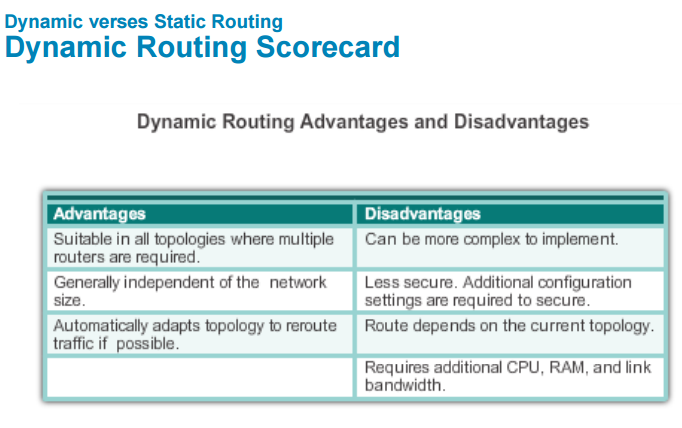 Dynamic verses Static Routing
Dynamic Routing Scorecard
Dynamic Routing Advantages and Disadvantages
Advantages
Disadvantages
Suitable in all topologies where multiple
routers are required.
Can be more complex to implement.
Generally independent of the network
size.
Less secure. Additional configuration
settings are required to secure.
Automatically adapts topology to reroute
traffic if possible.
Route depends on the current topology.
Requires additional CPU, RAM, and link
bandwidth.